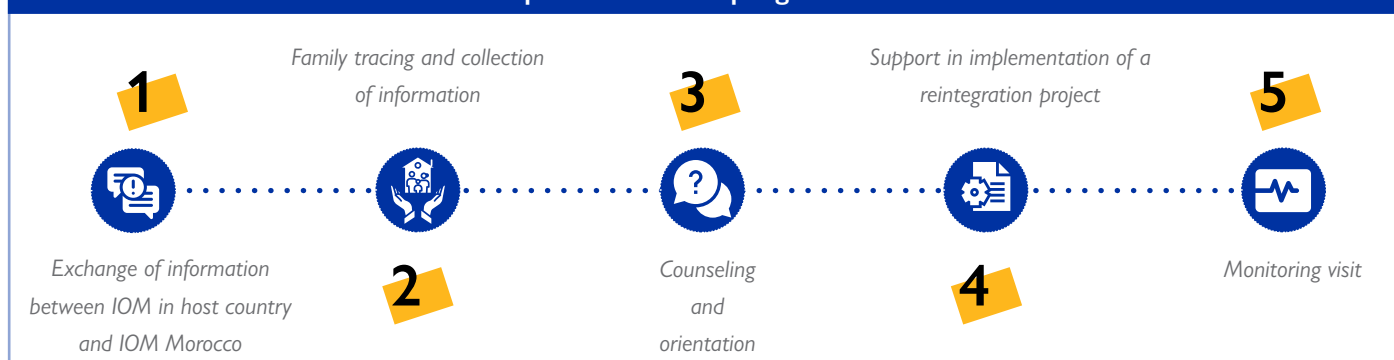 1
Exchange of information
between IOM in host country
and IOM Morocco
Family tracing and collection
of information
2
3
Counseling
and
orientation
Support in implementation of a
reintegration project
4
5
Monitoring visit
?